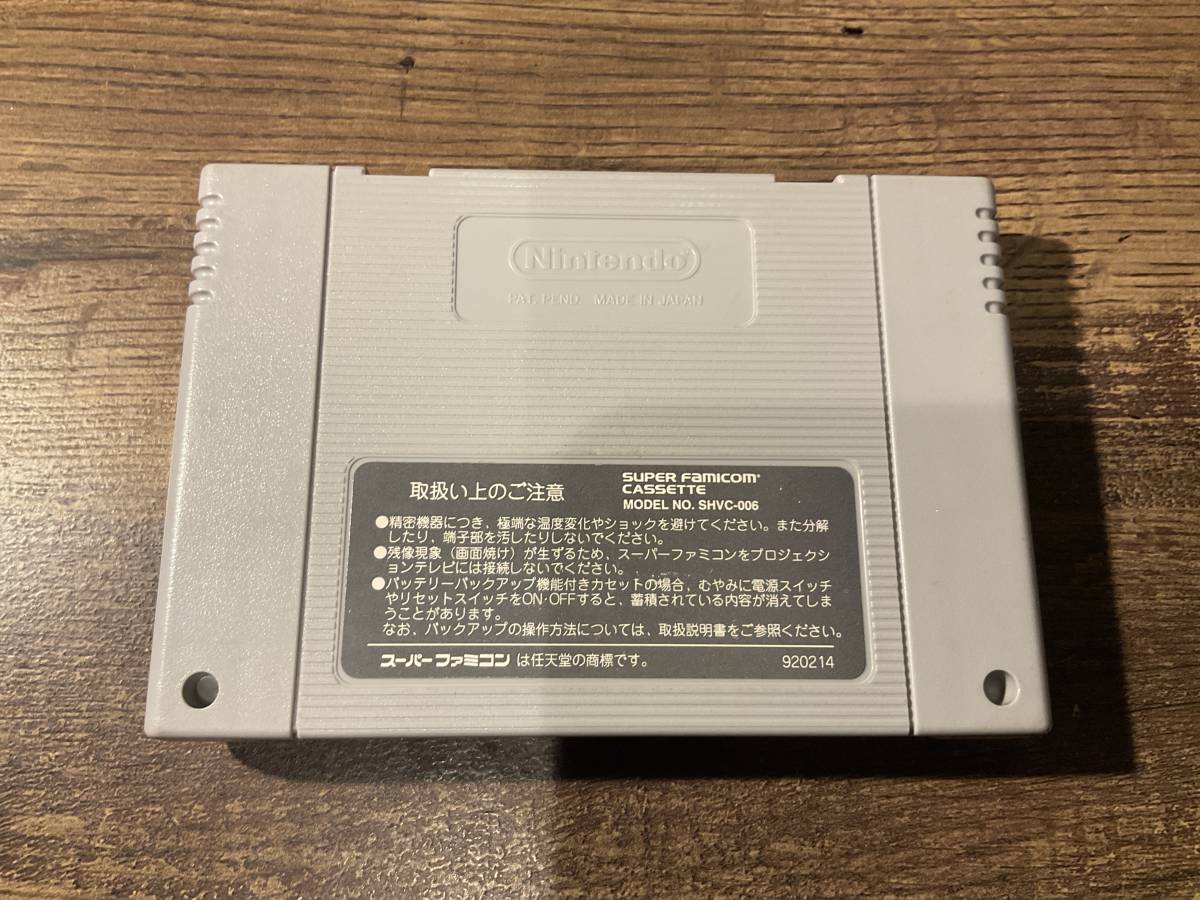 Nintendo
PAT. PEND. MADE IN JAPAN
取扱い上のご注意
SUPER FAMICOM
CASSETTE
MODEL NO. SHVC-006
●精密機器につき、極端な温度変化やショックを避けてください。また分解
したり、端子部を汚したりしないでください。
●残像現象（画面焼け）が生ずるため、スーパーファミコンをプロジェクシ
ョンテレビには接続しないでください。
●バッテリーバックアップ機能付きカセットの場合、むやみに電源スイッチ
やリセットスイッチをON·OFFすると、蓄積されている内容が消えてしま
うことがあります。
なお、バックアップの操作方法については、取扱説明書をご参照ください。
スーパーファミコン は任天堂の商標です。
920214